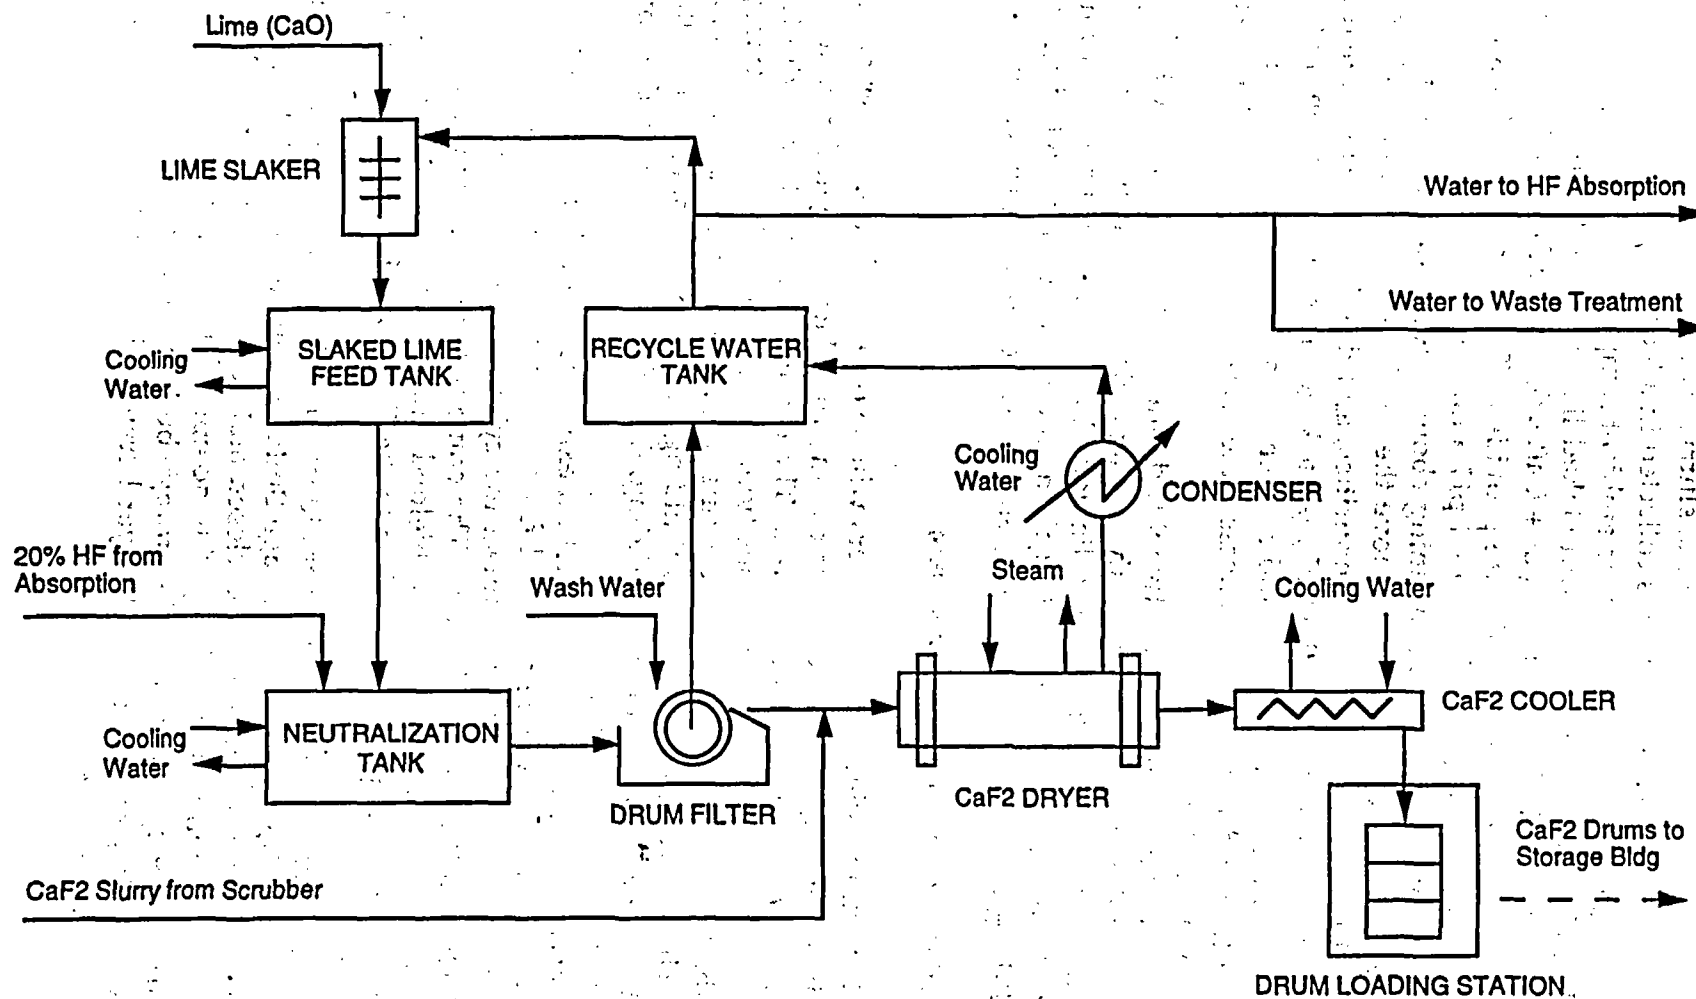 Lime (CaO)
LIME SLAKER
Water to HF Absorption
Water to Waste Treatment
Cooling
Water
SLAKED LIME
FEED TANK
RECYCLE WATER
TANK
Cooling
Water
CONDENSER
20% HF from
Absorption
Wash Water
Steam
Cooling Water
Cooling
Water
NEUTRALIZATION
TANK
DRUM FILTER
CaF2 DRYER
CaF2 COOLER
CaF2 Drums to
Storage Bldg
CaF2 Slurry from Scrubber
DRUM LOADING STATION